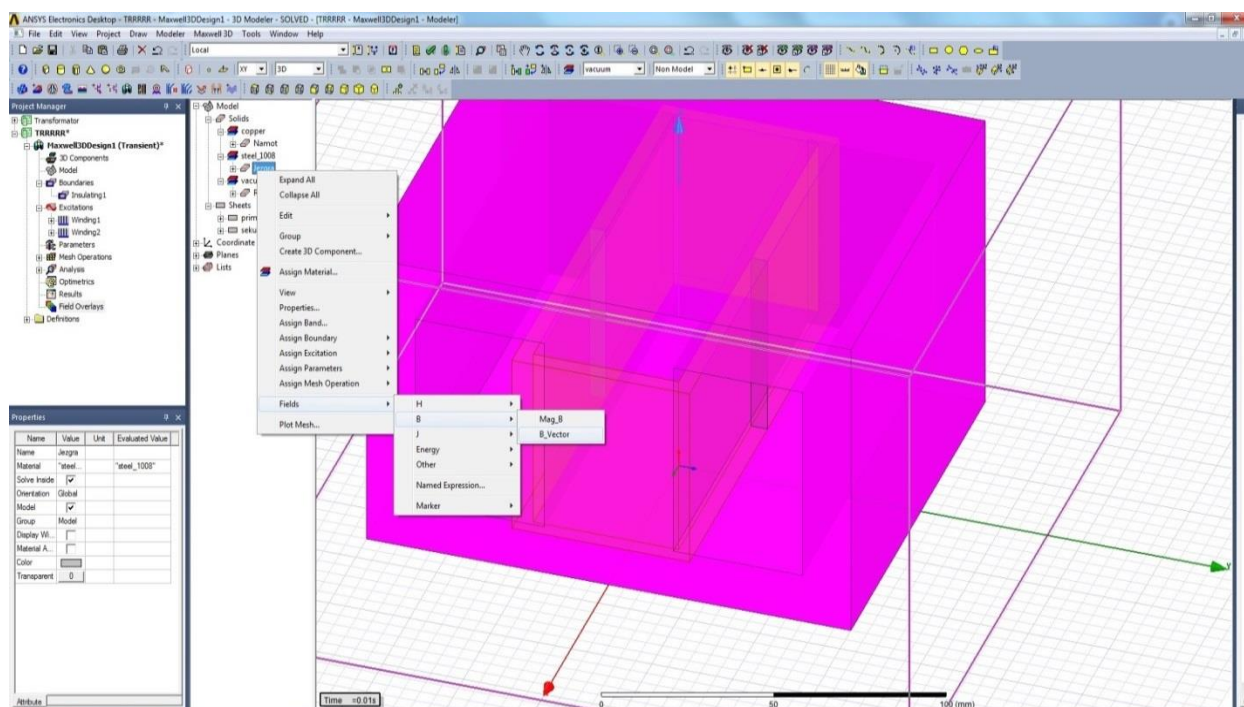 ANSYS Electronics Desktop - TRRRRR - Maxwell3DDesign1 - 3D Modeler - SOLVED - [TRRRRR - Maxwell3DDesign1 - Modeler]
File Edit View Project Draw Modeler Maxwell 3D Tools Window Help
Local
XY 3D vacuum Non Model
Project Manager
Transformator
TRRRRR*
Maxwell3DDesign1 (Transient)*
3D Components
Model
Boundaries
Insulating1
Excitations
Winding1
Winding2
Parameters
Mesh Operations
Analysis
Optimetrics
Results
Field Overlays
Definitions
Model
Solids
copper
Namot
steel_1008
Jezgra
vacu
Sheets
prim
seku
Coordinate
Planes
Lists
Expand All
Collapse All
Edit
Group
Create 3D Component...
Assign Material...
View
Properties...
Assign Band...
Assign Boundary
Assign Excitation
Assign Parameters
Assign Mesh Operation
Fields
Plot Mesh...
H
B
J
Energy
Other
Named Expression...
Marker
Mag_B
B_Vector
Properties
Name Value Unit Evaluated Value
Name Jezgra
Material "steel... "steel_1008"
Solve Inside
Orientation Global
Model
Group Model
Display Wi...
Material A...
Color
Transparent 0
Attribute
Time =0.01s
0 50 100 (mm)
y